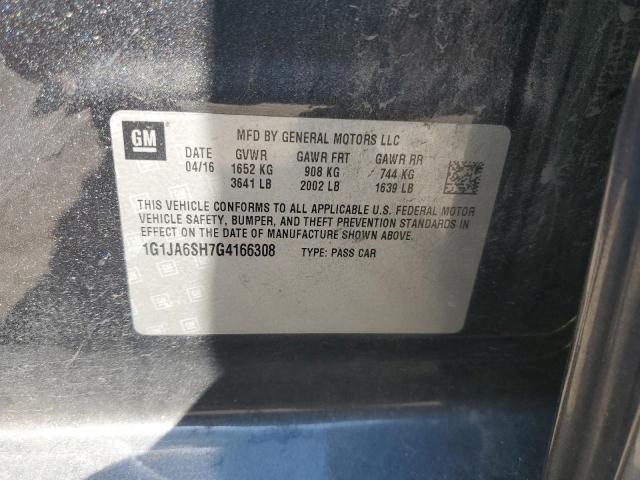 GM
MFD BY GENERAL MOTORS LLC
DATE GVWR GAWR FRT GAWR RR
04/16 1652 KG 908 KG 744 KG
3641 LB 2002 LB 1639 LB
THIS VEHICLE CONFORMS TO ALL APPLICABLE U.S. FEDERAL MOTOR
VEHICLE SAFETY, BUMPER, AND THEFT PREVENTION STANDARDS IN
EFFECT ON THE DATE OF MANUFACTURE SHOWN ABOVE.
1G1JA6SH7G4166308 TYPE: PASS CAR